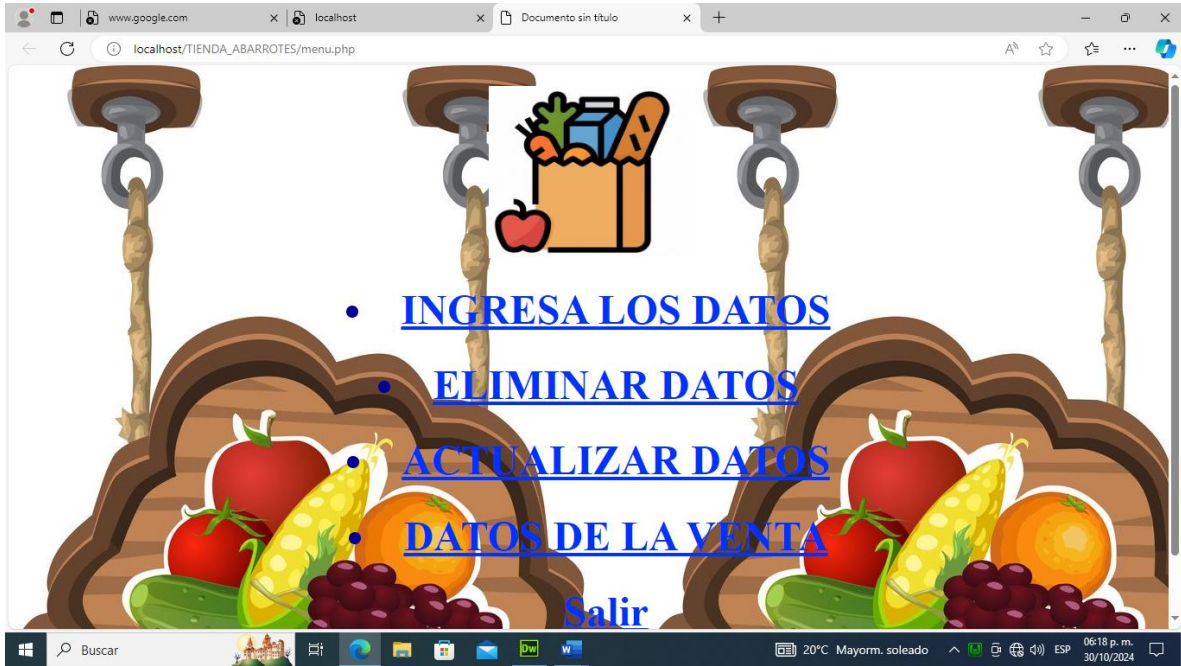 www.google.com
localhost
Documento sin título
localhost/TIENDA_ABARROTES/menu.php
INGRESA LOS DATOS
ELIMINAR DATOS
ACTUALIZAR DATOS
DATOS DE LA VENTA
Salir
Buscar
Dw
W
20°C Mayorm. soleado
ESP
06:18 p. m.
30/10/2024